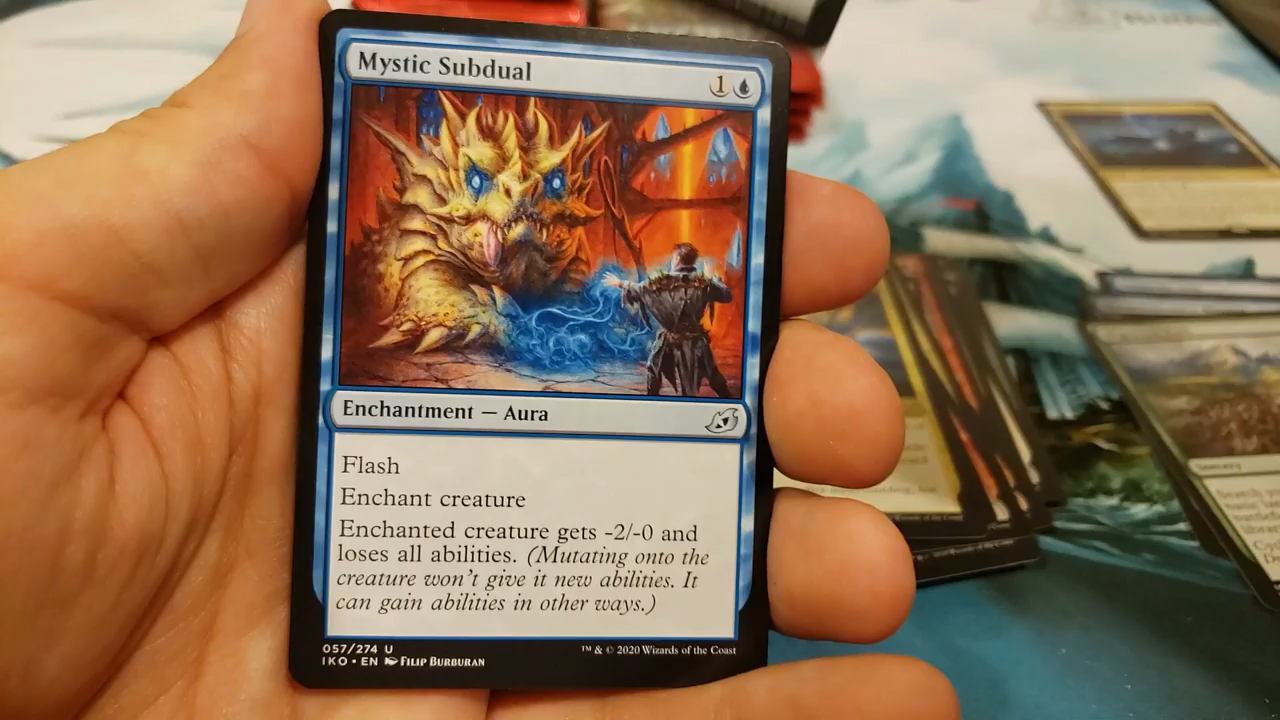 Mystic Subdual
1
Enchantment — Aura
Flash
Enchant creature
Enchanted creature gets -2/-0 and
loses all abilities. (Mutating onto the
creature won't give it new abilities. It
can gain abilities in other ways.)
057/274 U
IKO • EN Filip Burburan
™ & © 2020 Wizards of the Coast
Sorcery